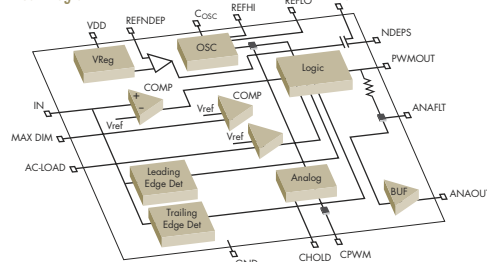 COSC
REFHI
REFLO
VDD
REFNDEP
OSC
NDEPS
VReg
Logic
PWMOUT
IN
COMP
COMP
Vref
Vref
Vref
ANAFLT
MAX DIM
AC-LOAD
Leading
Edge Det
Analog
BUF
ANAOUT
Trailing
Edge Det
CHOLD
CPWM